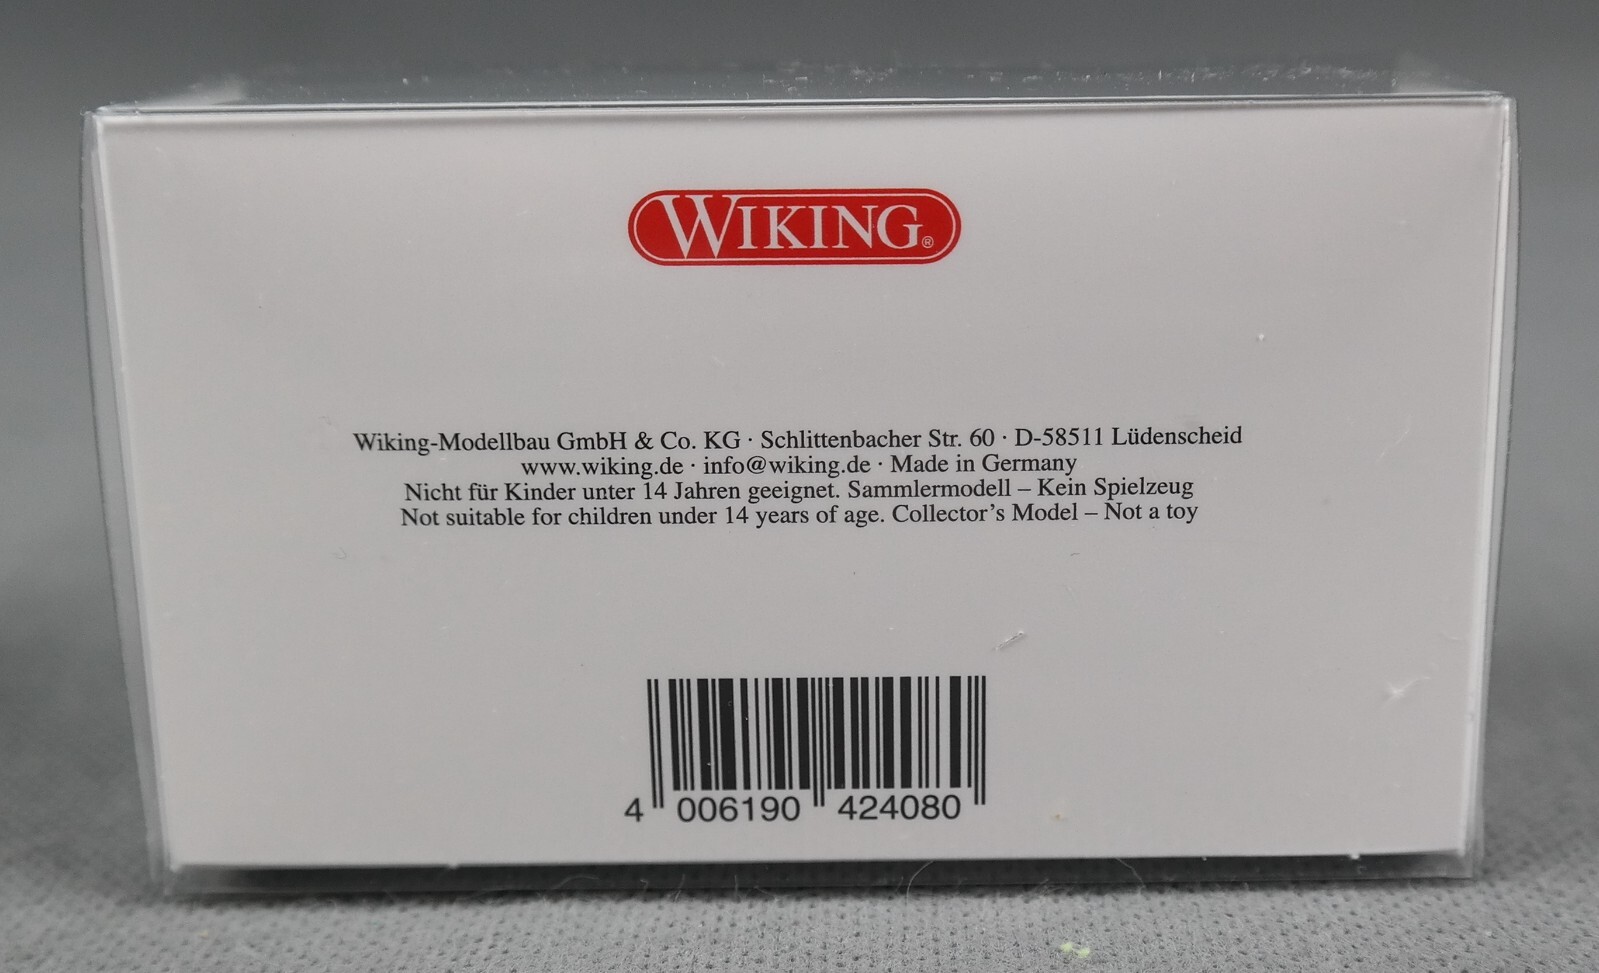 WIKING®
Wiking-Modellbau GmbH & Co. KG · Schlittenbacher Str. 60 · D-58511 Lüdenscheid
www.wiking.de · info@wiking.de · Made in Germany
Nicht für Kinder unter 14 Jahren geeignet. Sammlermodell – Kein Spielzeug
Not suitable for children under 14 years of age. Collector's Model – Not a toy
4 006190 424080